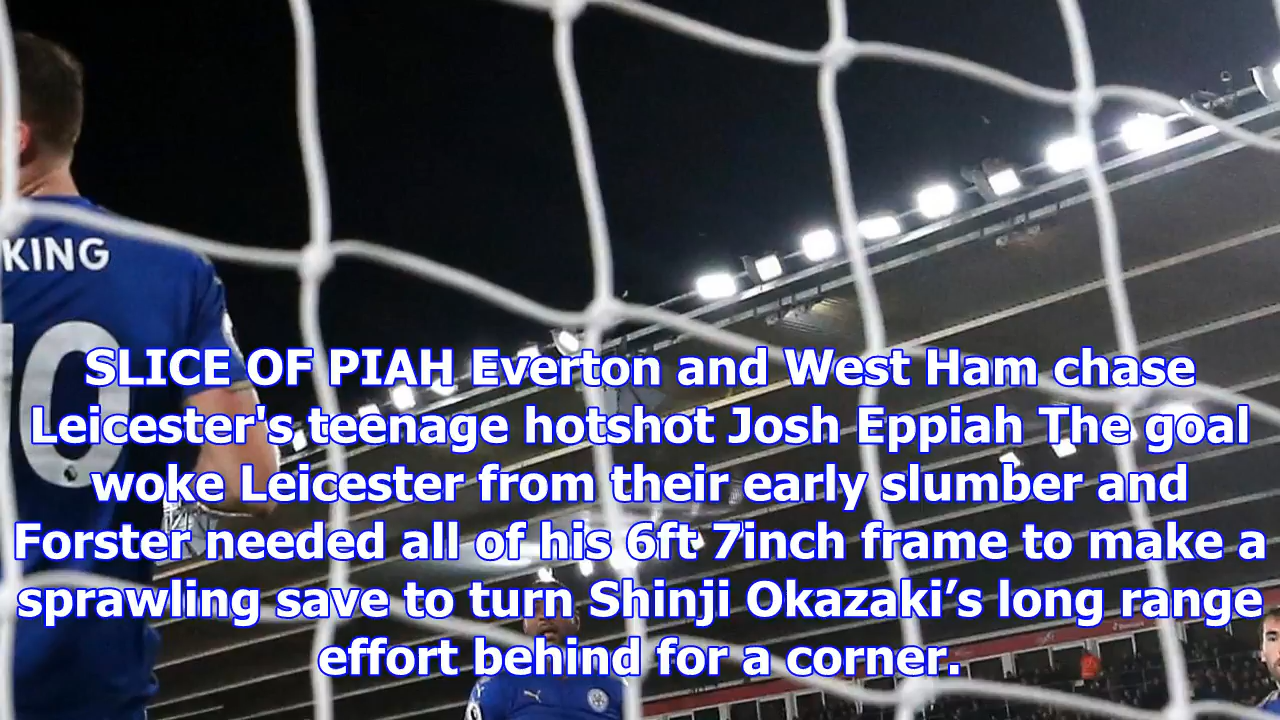 KING
10
SLICE OF PIAH Everton and West Ham chase
Leicester's teenage hotshot Josh Eppiah The goal
woke Leicester from their early slumber and
Forster needed all of his 6ft 7inch frame to make a
sprawling save to turn Shinji Okazaki’s long range
effort behind for a corner.